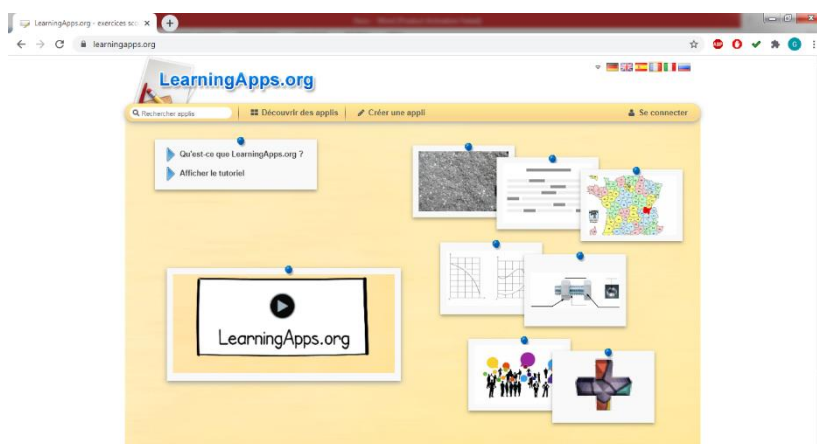 LearningApps.org - exercices sco
learningapps.org
LearningApps.org
Rechercher applis
Découvrir des applis
Créer une appli
Se connecter
Qu'est-ce que LearningApps.org ?
Afficher le tutoriel
LearningApps.org